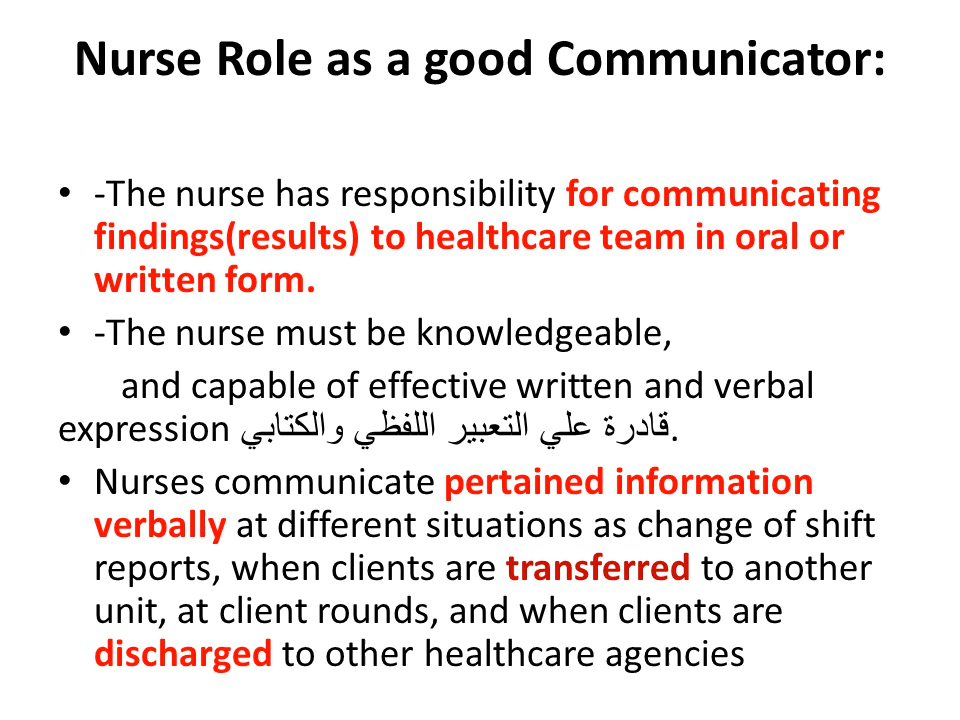 Nurse Role as a good Communicator:
• -The nurse has responsibility for communicating
findings(results) to healthcare team in oral or
written form.
• -The nurse must be knowledgeable,
and capable of effective written and verbal
expression قادرة علي التعبير اللفظي والكتابي.
• Nurses communicate pertained information
verbally at different situations as change of shift
reports, when clients are transferred to another
unit, at client rounds, and when clients are
discharged to other healthcare agencies